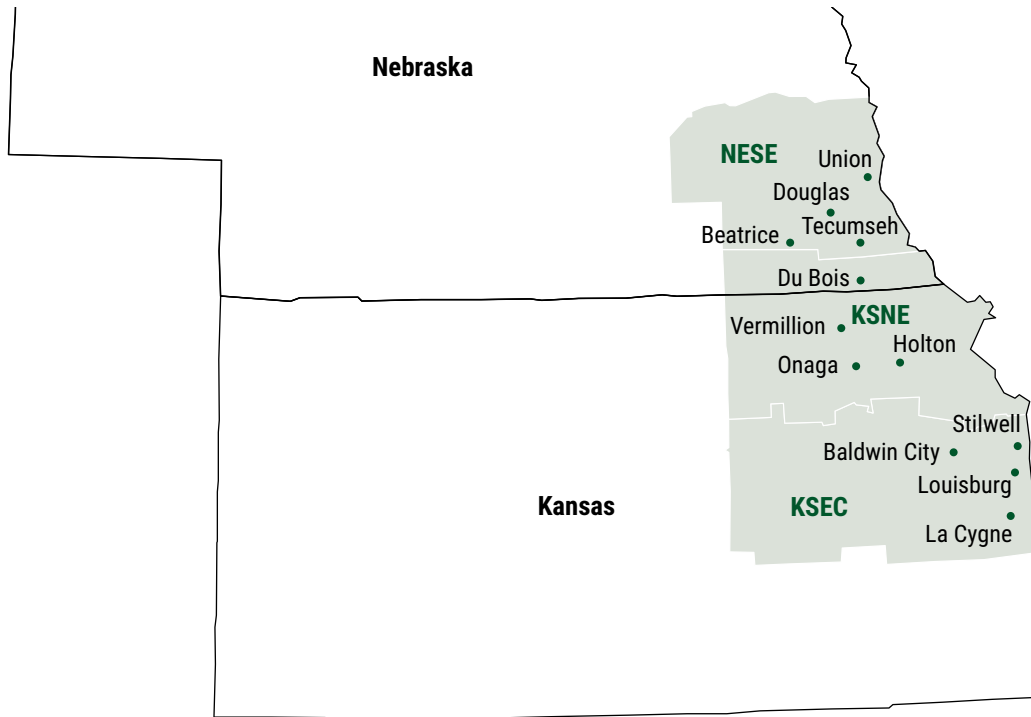 Nebraska
NESE
Union
Douglas
Tecumseh
Beatrice
Du Bois
KSNE
Vermillion
Holton
Onaga
Stilwell
Baldwin City
Louisburg
KSEC
Kansas
La Cygne